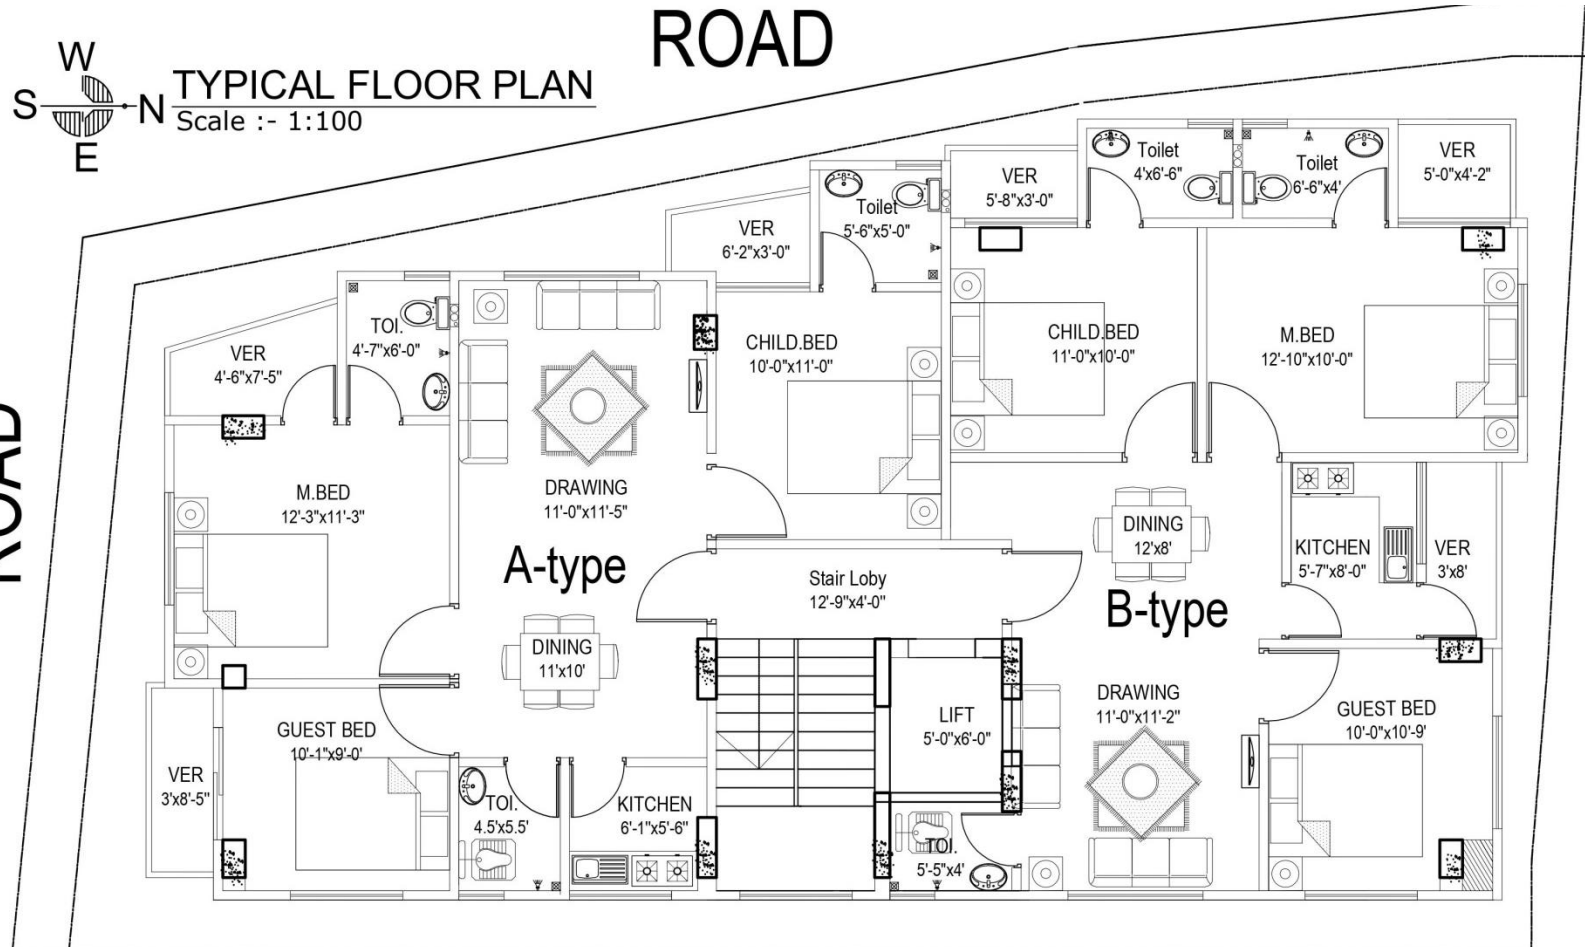 ROAD
W
S
N
E
TYPICAL FLOOR PLAN
Scale :- 1:100
ROAD
VER
4'-6"x7'-5"
TOI.
4'-7"x6'-0"
VER
6'-2"x3'-0"
Toilet
5'-6"x5'-0"
VER
5'-8"x3'-0"
Toilet
4'x6'-6"
Toilet
6'-6"x4'
VER
5'-0"x4'-2"
M.BED
12'-3"x11'-3"
DRAWING
11'-0"x11'-5"
CHILD.BED
10'-0"x11'-0"
CHILD.BED
11'-0"x10'-0"
M.BED
12'-10"x10'-0"
A-type
Stair Loby
12'-9"x4'-0"
DINING
12'x8'
B-type
KITCHEN
5'-7"x8'-0"
VER
3'x8'
DINING
11'x10'
GUEST BED
10'-1"x9'-0'
VER
3'x8'-5"
TOI.
4.5'x5.5'
KITCHEN
6'-1"x5'-6"
LIFT
5'-0"x6'-0"
TOI.
5'-5"x4'
DRAWING
11'-0"x11'-2"
GUEST BED
10'-0"x10'-9'